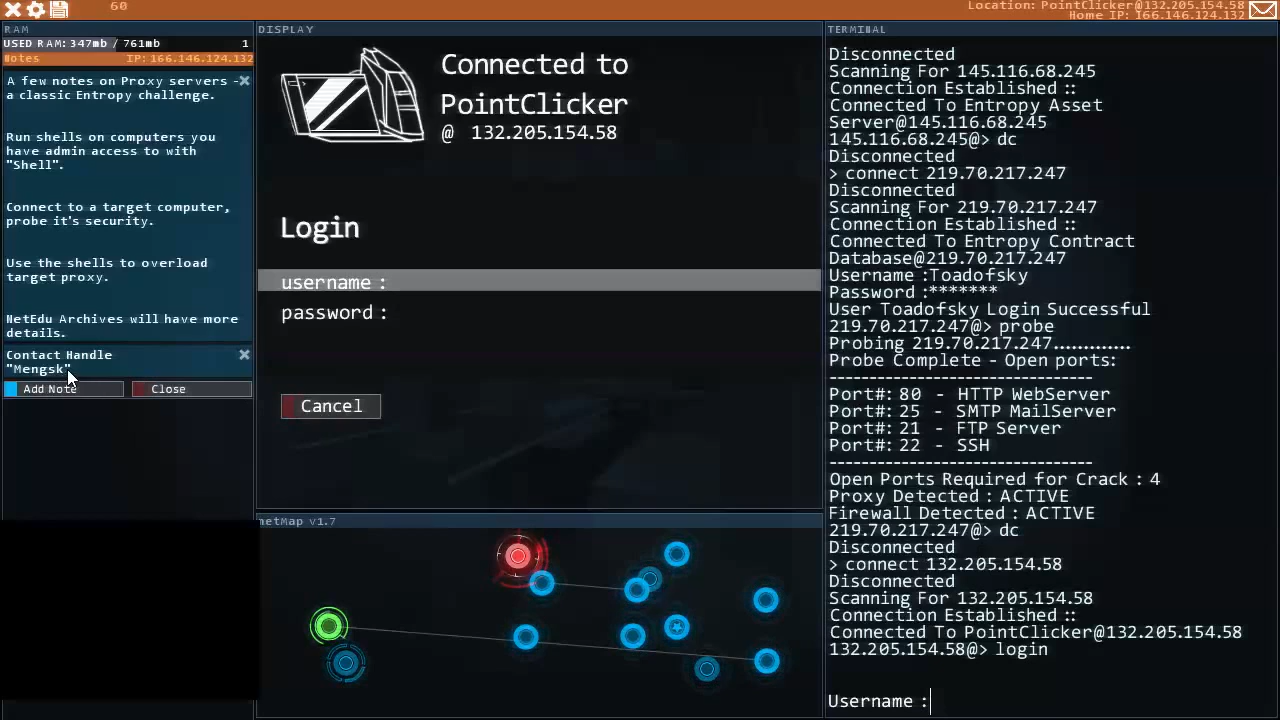 60
Location: PointClicker@132.205.154.58
Home IP: 166.146.124.132
RAM
USED RAM: 347mb / 761mb 1
Notes IP: 166.146.124.132
A few notes on Proxy servers -
a classic Entropy challenge.
Run shells on computers you
have admin access to with
"Shell".
Connect to a target computer,
probe it's security.
Use the shells to overload
target proxy.
NetEdu Archives will have more
details.
Contact Handle
"Mengsk"
Add Note Close
DISPLAY
Connected to
PointClicker
@ 132.205.154.58
Login
username :
password :
Cancel
netMap v1.7
TERMINAL
Disconnected
Scanning For 145.116.68.245
Connection Established ::
Connected To Entropy Asset
Server@145.116.68.245
145.116.68.245@> dc
Disconnected
> connect 219.70.217.247
Disconnected
Scanning For 219.70.217.247
Connection Established ::
Connected To Entropy Contract
Database@219.70.217.247
Username :Toadofsky
Password :*******
User Toadofsky Login Successful
219.70.217.247@> probe
Probing 219.70.217.247.............
Probe Complete - Open ports:
---------------------------------
Port#: 80 - HTTP WebServer
Port#: 25 - SMTP MailServer
Port#: 21 - FTP Server
Port#: 22 - SSH
---------------------------------
Open Ports Required for Crack : 4
Proxy Detected : ACTIVE
Firewall Detected : ACTIVE
219.70.217.247@> dc
Disconnected
> connect 132.205.154.58
Disconnected
Scanning For 132.205.154.58
Connection Established ::
Connected To PointClicker@132.205.154.58
132.205.154.58@> login
Username :